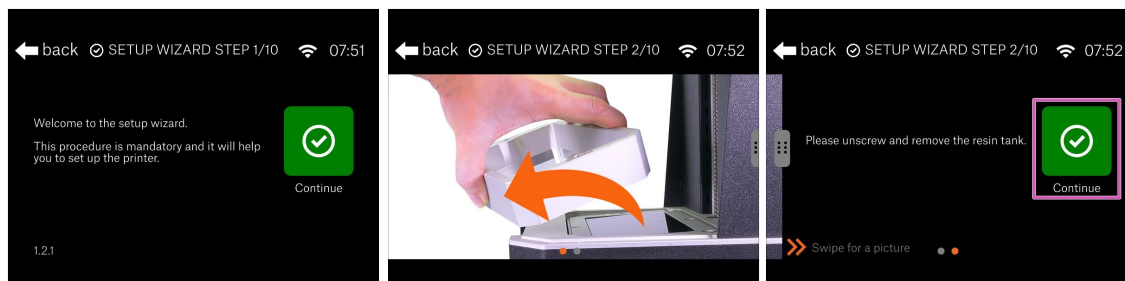 back SETUP WIZARD STEP 1/10 07:51
Welcome to the setup wizard.
This procedure is mandatory and it will help
you to set up the printer.
Continue
1.2.1
back SETUP WIZARD STEP 2/10 07:52
back SETUP WIZARD STEP 2/10 07:52
Please unscrew and remove the resin tank.
Continue
Swipe for a picture